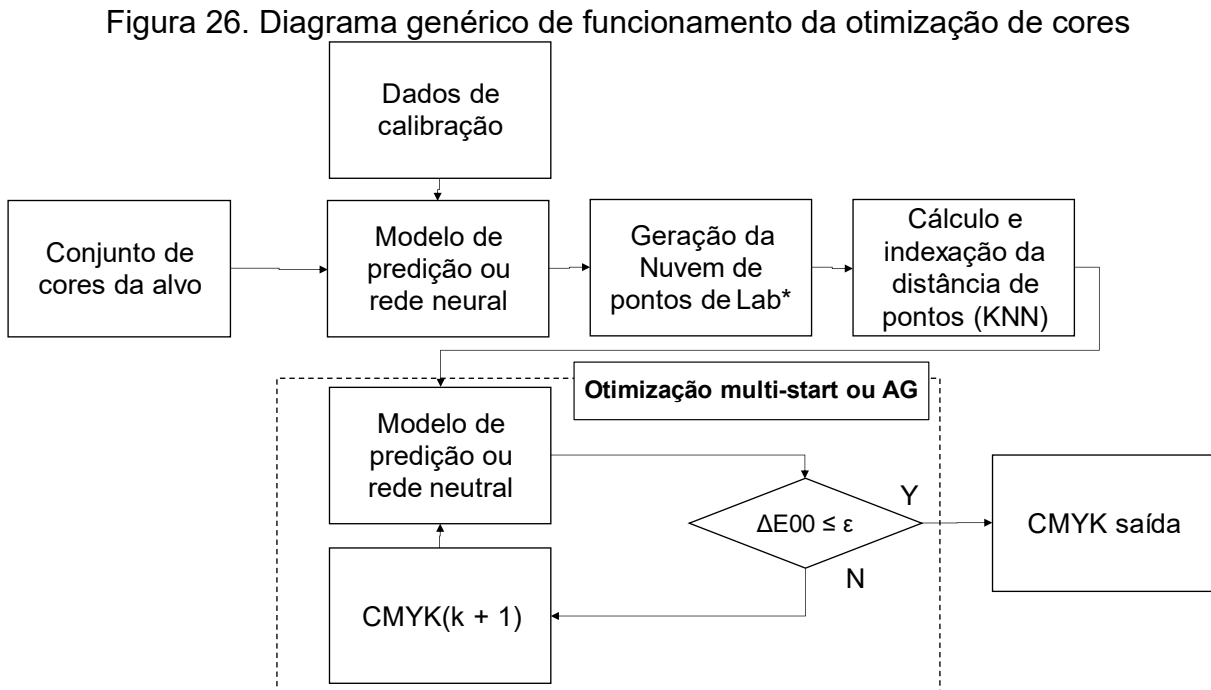 Figura 26. Diagrama genérico de funcionamento da otimização de cores
Dados de
calibração
Conjunto de
cores da alvo
Modelo de
predição ou
rede neural
Geração da
Nuvem de
pontos de Lab*
Cálculo e
indexação da
distância de
pontos (KNN)
Otimização multi-start ou AG
Modelo de
predição ou
rede neutral
ΔE00 ≤ ε
Y
N
CMYK saída
CMYK(k + 1)